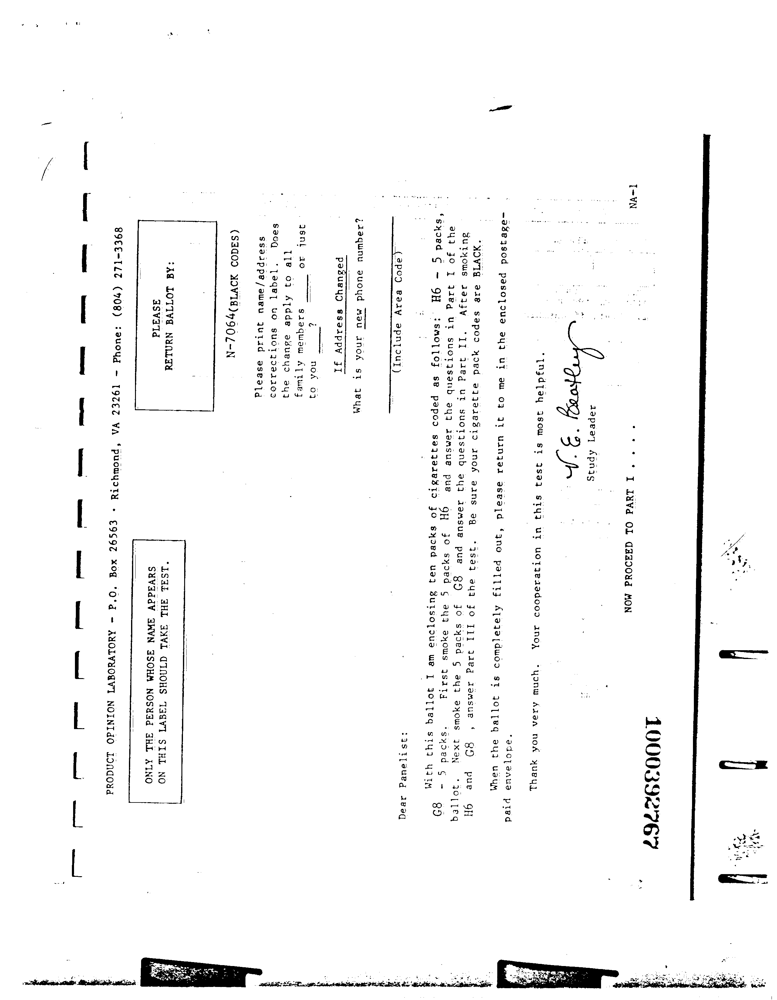 PRODUCT OPINION LABORATORY - P.O. Box 26563 · Richmond, VA 23261 - Phone: (804) 271-3368
ONLY THE PERSON WHOSE NAME APPEARS
ON THIS LABEL SHOULD TAKE THE TEST.
PLEASE
RETURN BALLOT BY:
N-7064(BLACK CODES)
Please print name/address
corrections on label. Does
the change apply to all
family members ____ or just
to you ____?
If Address Changed
What is your new phone number?
(Include Area Code)
Dear Panelist:
With this ballot I am enclosing ten packs of cigarettes coded as follows: H6 - 5 packs,
G8 - 5 packs. First smoke the 5 packs of H6 and answer the questions in Part I of the
ballot. Next smoke the 5 packs of G8 and answer the questions in Part II. After smoking
H6 and G8 , answer Part III of the test. Be sure your cigarette pack codes are BLACK.
When the ballot is completely filled out, please return it to me in the enclosed postage-
paid envelope.
Thank you very much. Your cooperation in this test is most helpful.
V. E. Beatley
Study Leader
NOW PROCEED TO PART I . . . . .
NA-1
1000392767